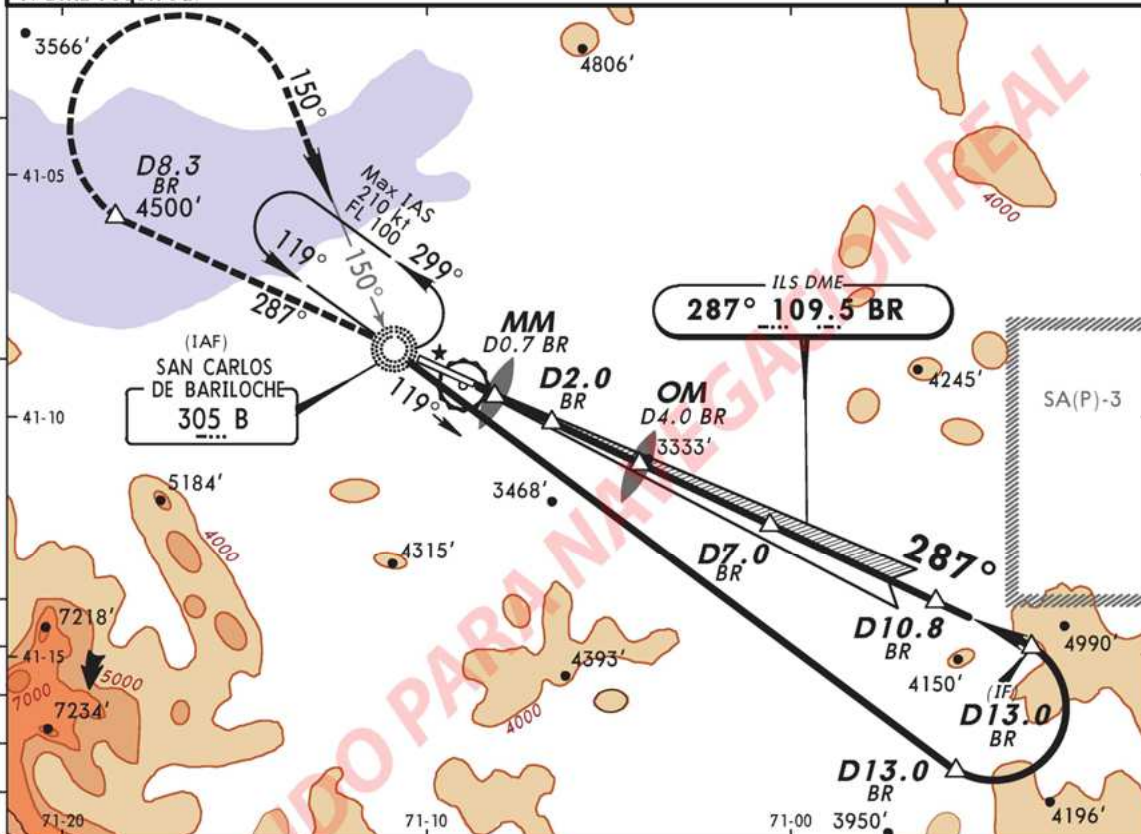 3566'
4806'
150°
D8.3
BR
4500'
41-05
Max IAS
210 kt
FL 100
4000
119°
150°
299°
287°
ILS DME
287° 109.5 BR
(IAF)
SAN CARLOS
DE BARILOCHE
305 B
MM
D0.7 BR
D2.0
BR
119°
41-10
OM
D4.0 BR
3333'
4245'
SA(P)-3
5184'
3468'
4000
4315'
D7.0
BR
287°
D10.8
BR
7218'
41-15
5000
7000
7234'
4393'
4000
4990'
4150'
(IF)
D13.0
BR
D13.0
BR
4196'
71-20
71-10
71-00
3950'
DO PARA NAVEGACION REAL